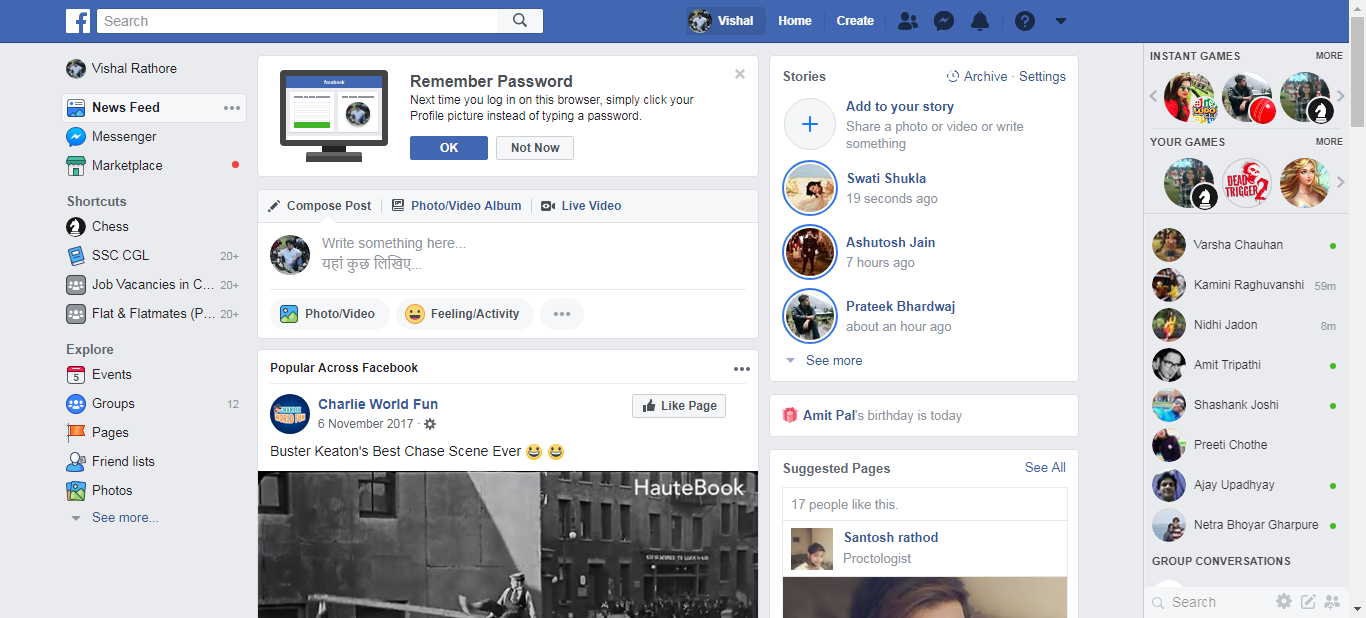 Search
Vishal
Home
Create
Vishal Rathore
News Feed
Messenger
Marketplace
Shortcuts
Chess
SSC CGL 20+
Job Vacancies in C... 20+
Flat & Flatmates (P... 20+
Explore
Events
Groups 12
Pages
Friend lists
Photos
See more...
facebook
Remember Password
Next time you log in on this browser, simply click your
Profile picture instead of typing a password.
OK
Not Now
Compose Post
Photo/Video Album
Live Video
Write something here...
यहां कुछ लिखिए...
Photo/Video
Feeling/Activity
Popular Across Facebook
Charlie World Fun
6 November 2017 ·
Like Page
Buster Keaton's Best Chase Scene Ever
HauteBook
Stories
Archive · Settings
Add to your story
Share a photo or video or write
something
Swati Shukla
19 seconds ago
Ashutosh Jain
7 hours ago
Prateek Bhardwaj
about an hour ago
See more
Amit Pal's birthday is today
Suggested Pages
See All
17 people like this.
Santosh rathod
Proctologist
INSTANT GAMES
MORE
YOUR GAMES
MORE
DEAD
TRIGGER 2
Varsha Chauhan
Kamini Raghuvanshi 59m
Nidhi Jadon 8m
Amit Tripathi
Shashank Joshi
Preeti Chothe
Ajay Upadhyay
Netra Bhoyar Gharpure
GROUP CONVERSATIONS
Search